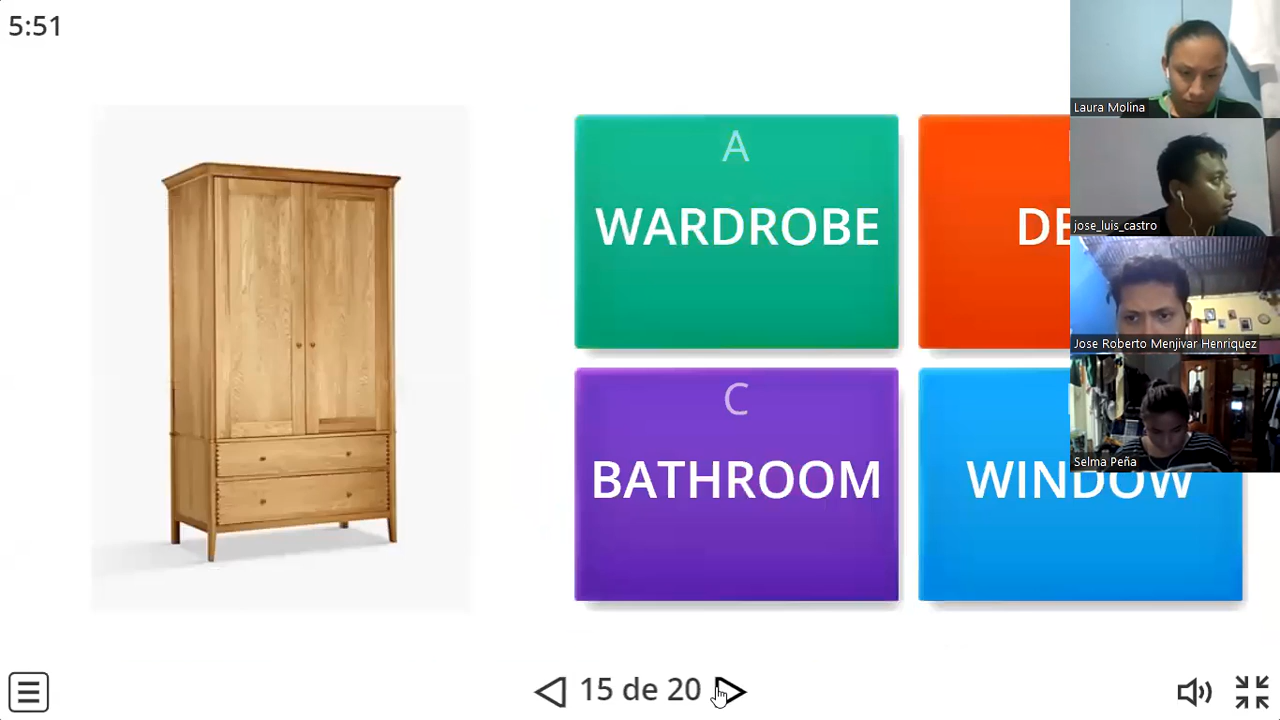 5:51
A
WARDROBE
DE
C
BATHROOM
WINDOW
15 de 20
Laura Molina
jose_luis_castro
Jose Roberto Menjivar Henriquez
Selma Peña